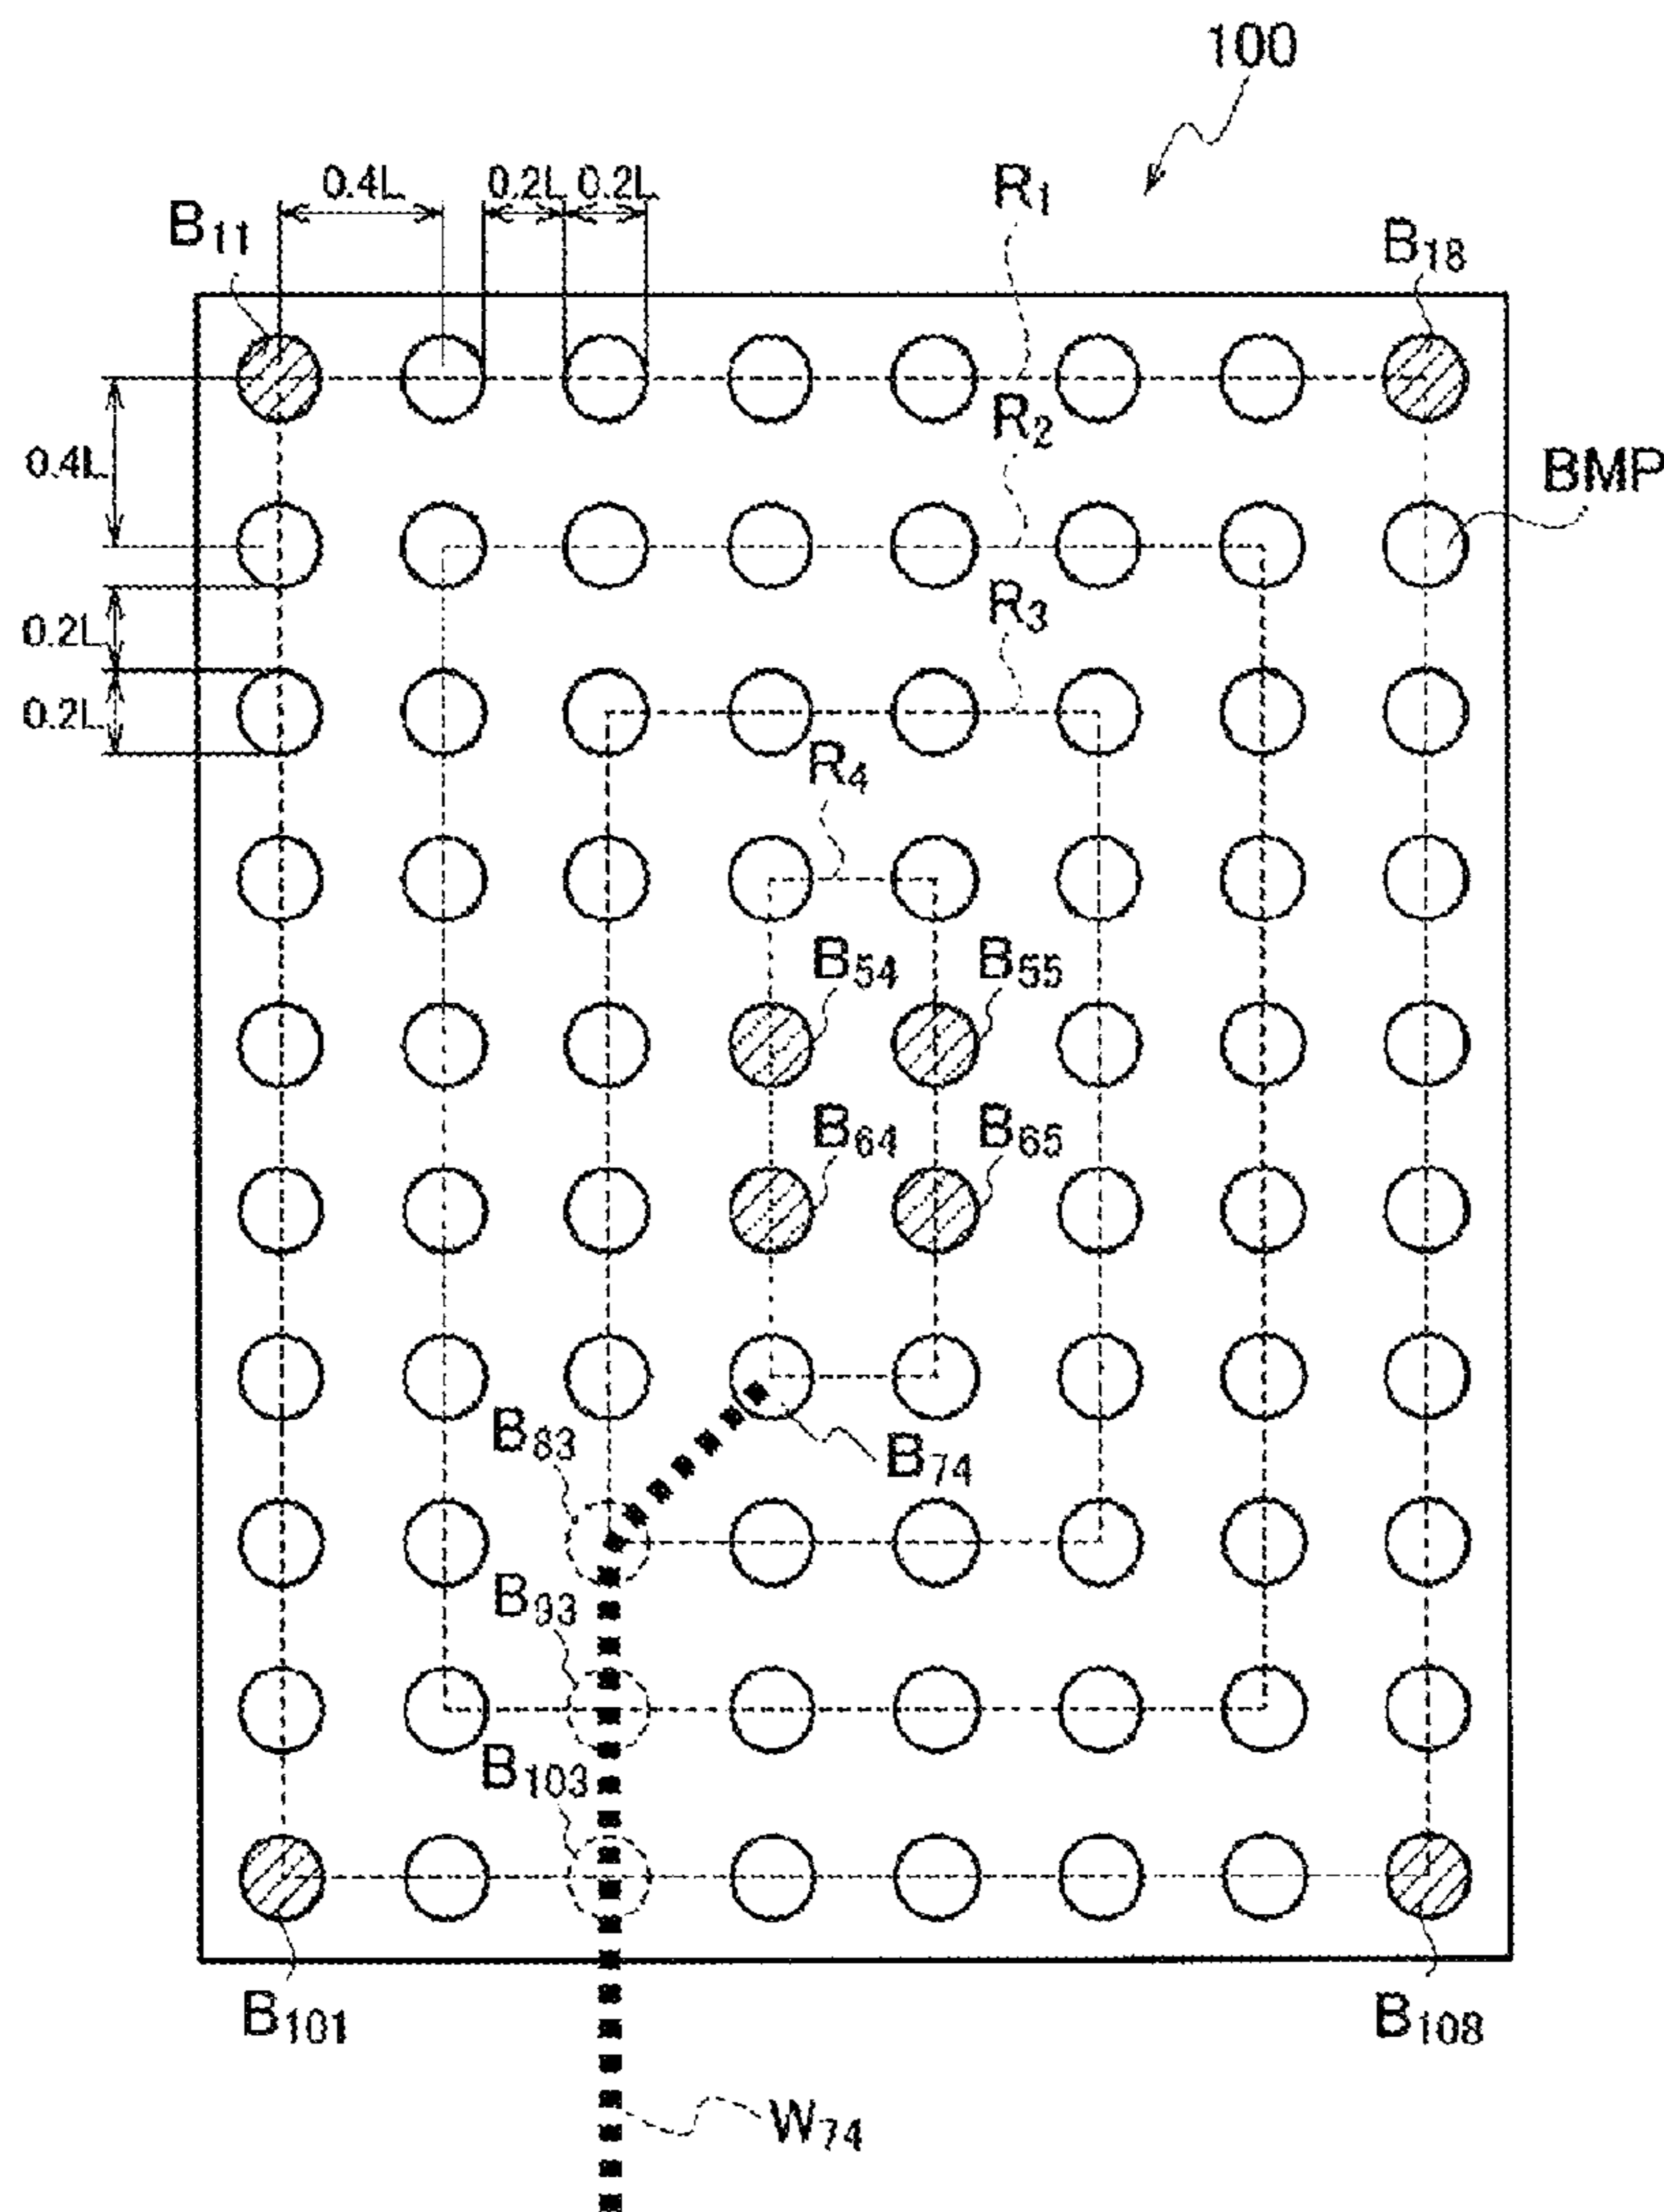 100
0.4L 0.2L 0.2L
R1
B11
B18
0.4L
R2
BMP
0.2L
R3
0.2L
R4
B54 B55
B64 B65
B83
B74
B93
B103
B101
B108
W74